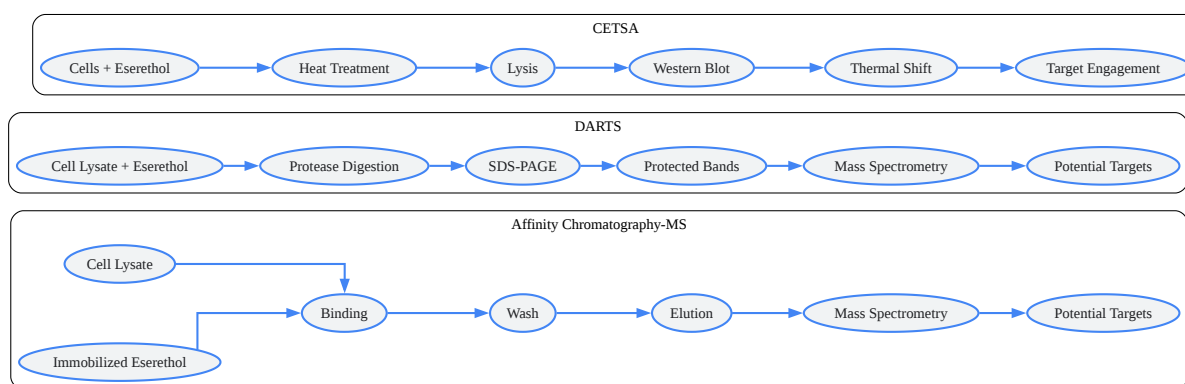 CETSA
Cells + Eserethol
Heat Treatment
Lysis
Western Blot
Thermal Shift
Target Engagement
DARTS
Cell Lysate + Eserethol
Protease Digestion
SDS-PAGE
Protected Bands
Mass Spectrometry
Potential Targets
Affinity Chromatography-MS
Cell Lysate
Immobilized Eserethol
Binding
Wash
Elution
Mass Spectrometry
Potential Targets